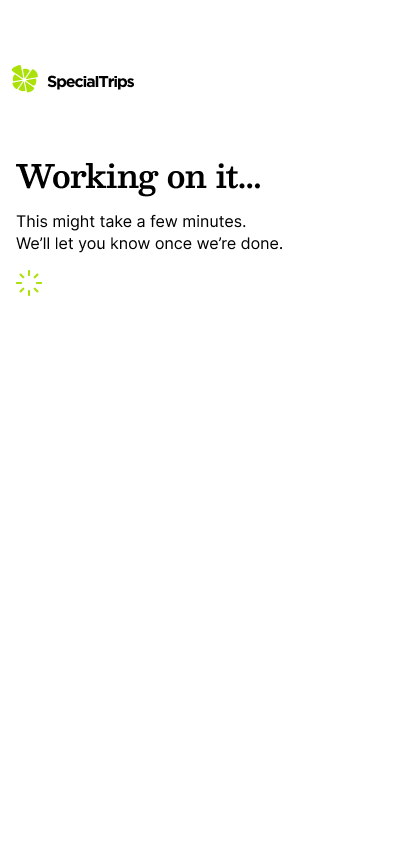 SpecialTrips
Working on it...
This might take a few minutes.
We’ll let you know once we’re done.